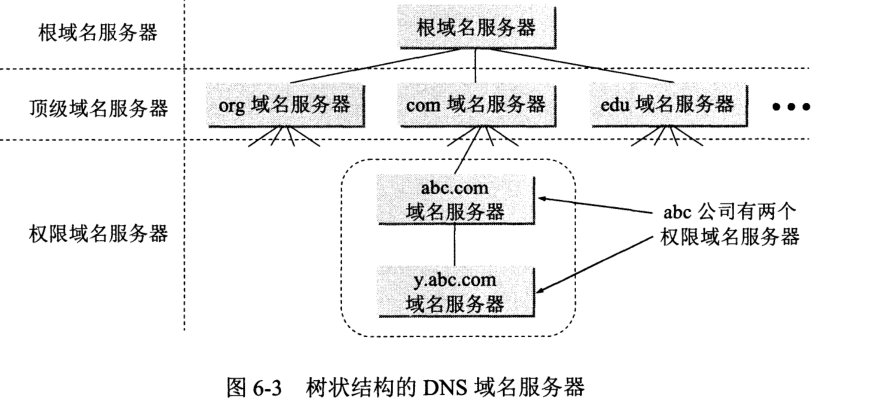 根域名服务器
根域名服务器
顶级域名服务器
org 域名服务器
com 域名服务器
edu 域名服务器
•••
权限域名服务器
abc.com
域名服务器
abc 公司有两个
权限域名服务器
y.abc.com
域名服务器
图 6-3 树状结构的 DNS 域名服务器